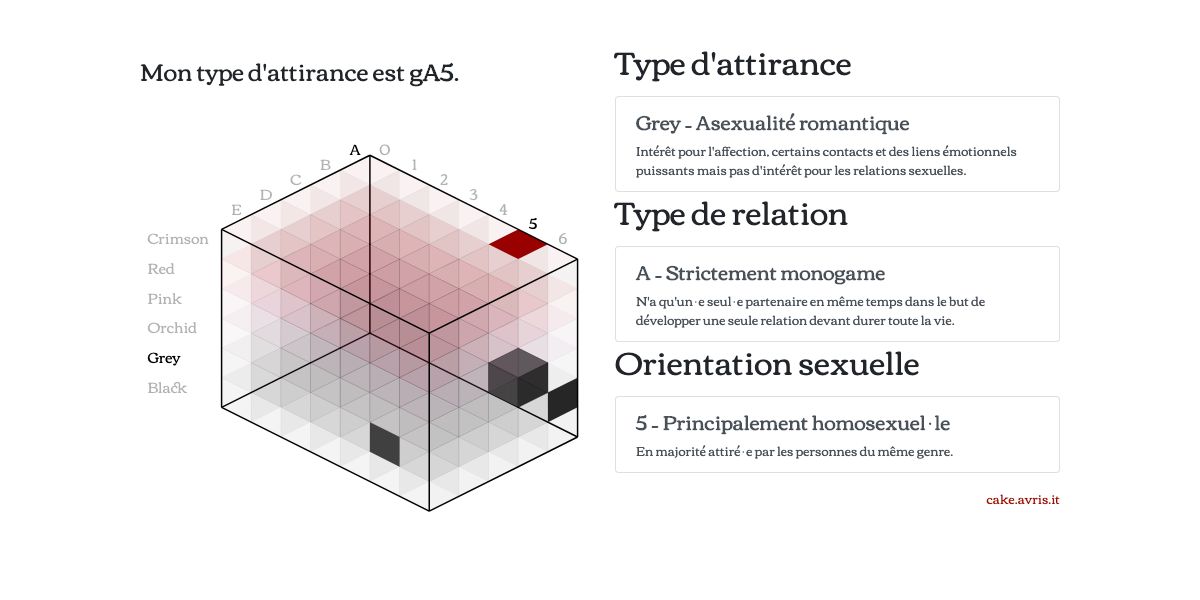 Mon type d'attirance est gA5.
A
B
C
D
E
0
1
2
3
4
5
6
Crimson
Red
Pink
Orchid
Grey
Black
Type d'attirance
Grey – Asexualité romantique
Intérêt pour l'affection, certains contacts et des liens émotionnels
puissants mais pas d'intérêt pour les relations sexuelles.
Type de relation
A – Strictement monogame
N'a qu'un·e seul·e partenaire en même temps dans le but de
développer une seule relation devant durer toute la vie.
Orientation sexuelle
5 – Principalement homosexuel·le
En majorité attiré·e par les personnes du même genre.
cake.avris.it